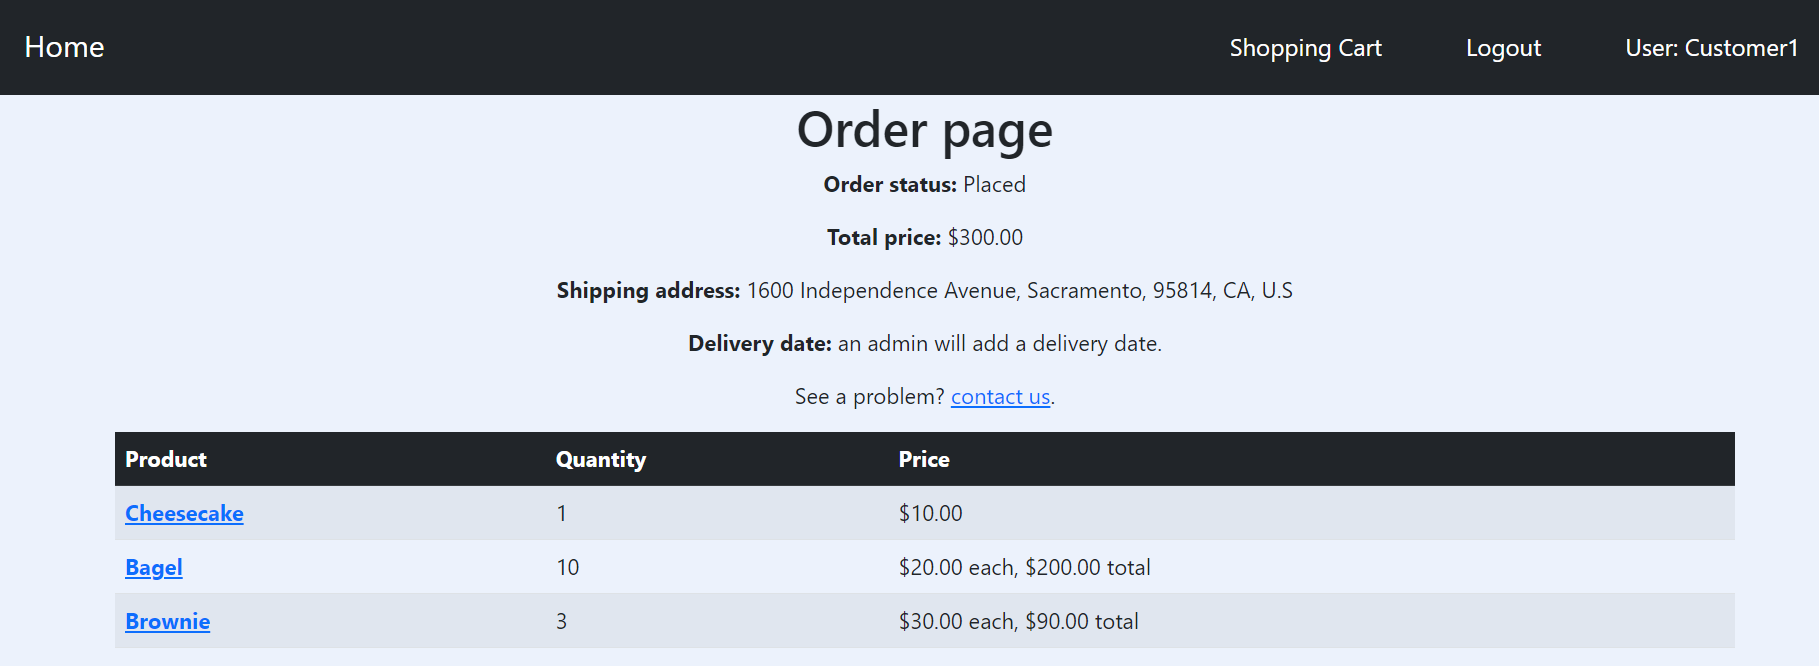 Home Shopping Cart Logout User: Customer1
Order page
Order status: Placed
Total price: $300.00
Shipping address: 1600 Independence Avenue, Sacramento, 95814, CA, U.S
Delivery date: an admin will add a delivery date.
See a problem? contact us.
Product Quantity Price
Cheesecake 1 $10.00
Bagel 10 $20.00 each, $200.00 total
Brownie 3 $30.00 each, $90.00 total